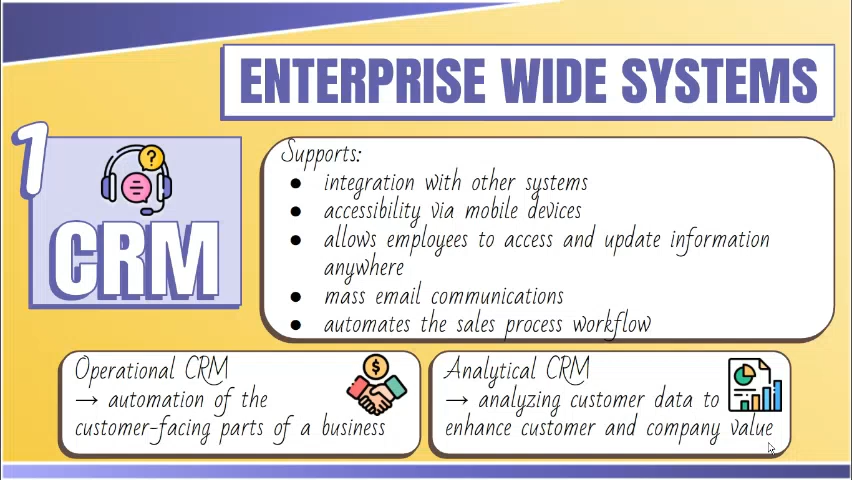 ENTERPRISE WIDE SYSTEMS
1
?
CRM
Supports:
● integration with other systems
● accessibility via mobile devices
● allows employees to access and update information
anywhere
● mass email communications
● automates the sales process workflow
Operational CRM
→ automation of the
customer-facing parts of a business
$
Analytical CRM
→ analyzing customer data to
enhance customer and company value